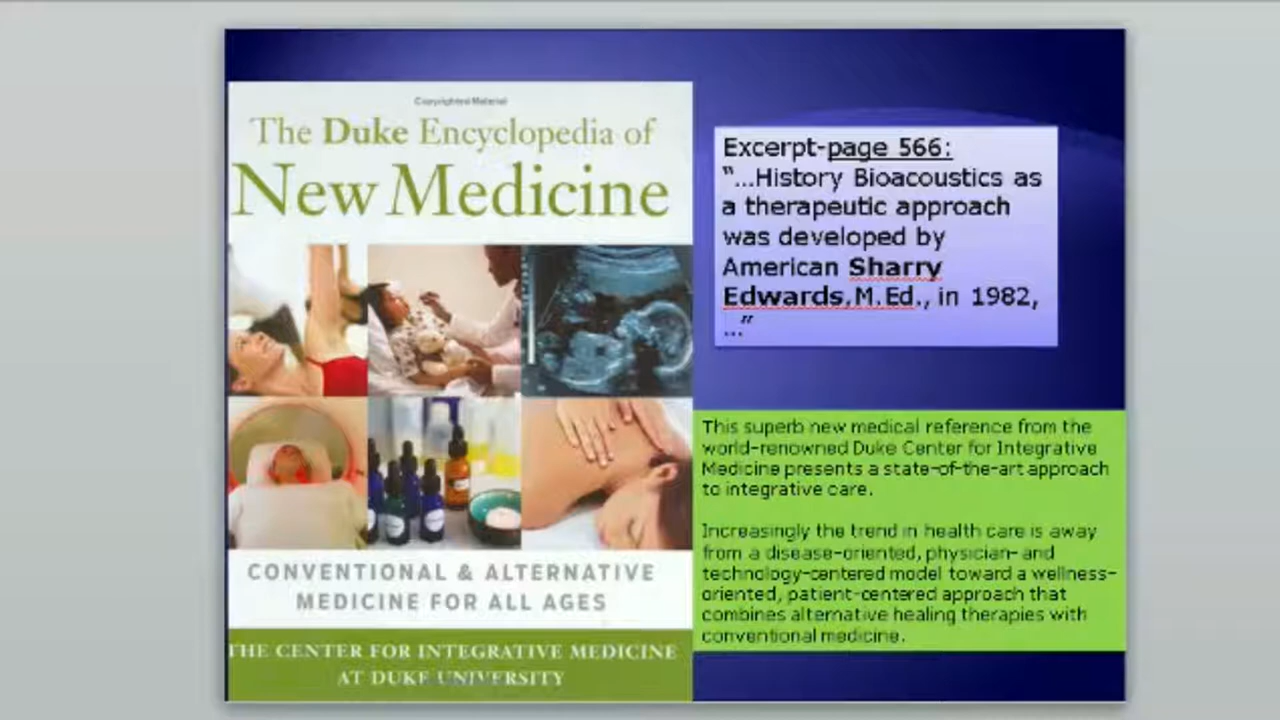 Copyrighted Material
The Duke Encyclopedia of
New Medicine
CONVENTIONAL & ALTERNATIVE
MEDICINE FOR ALL AGES
THE CENTER FOR INTEGRATIVE MEDICINE
AT DUKE UNIVERSITY
Excerpt-page 566:
“…History Bioacoustics as
a therapeutic approach
was developed by
American Sharry
Edwards,M.Ed., in 1982,
…”
This superb new medical reference from the
world-renowned Duke Center for Integrative
Medicine presents a state-of-the-art approach
to integrative care.
Increasingly the trend in health care is away
from a disease-oriented, physician- and
technology-centered model toward a wellness-
oriented, patient-centered approach that
combines alternative healing therapies with
conventional medicine.